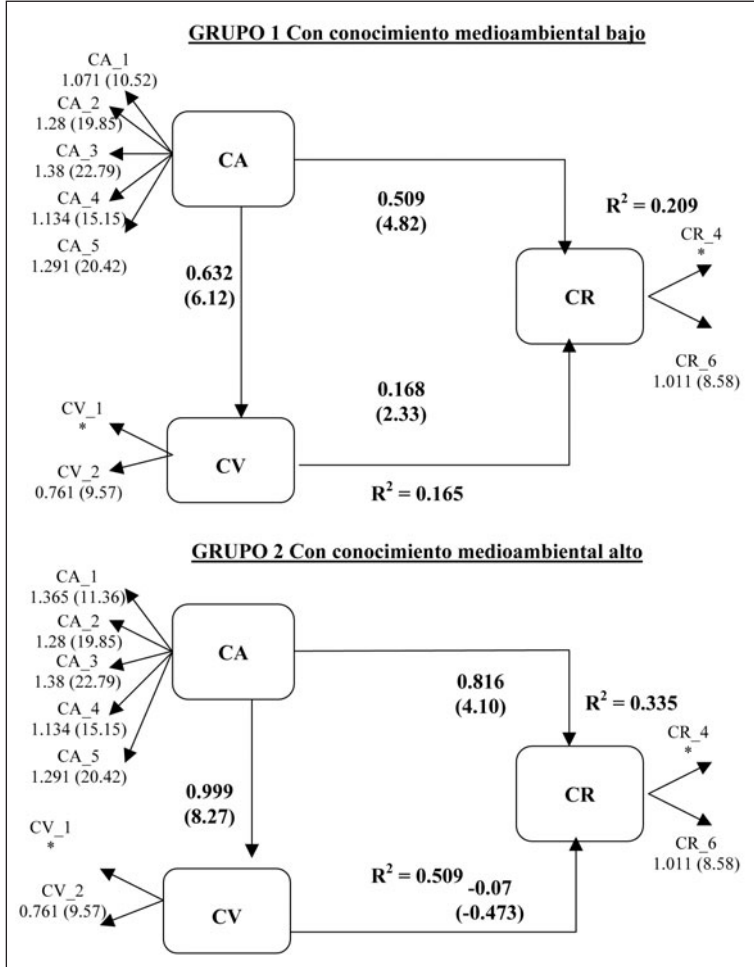 GRUPO 1 Con conocimiento medioambiental bajo
CA_1
1.071 (10.52)
CA_2
1.28 (19.85)
CA_3
1.38 (22.79)
CA_4
1.134 (15.15)
CA_5
1.291 (20.42)
CA
0.509
(4.82)
R² = 0.209
CR_4
*
0.632
(6.12)
CR
CR_6
1.011 (8.58)
0.168
(2.33)
CV_1
*
CV_2
0.761 (9.57)
CV
R² = 0.165
GRUPO 2 Con conocimiento medioambiental alto
CA_1
1.365 (11.36)
CA_2
1.28 (19.85)
CA_3
1.38 (22.79)
CA_4
1.134 (15.15)
CA_5
1.291 (20.42)
CA
0.816
(4.10)
R² = 0.335
CR_4
*
0.999
(8.27)
CR
CR_6
1.011 (8.58)
CV_1
*
CV_2
0.761 (9.57)
CV
R² = 0.509
-0.07
(-0.473)